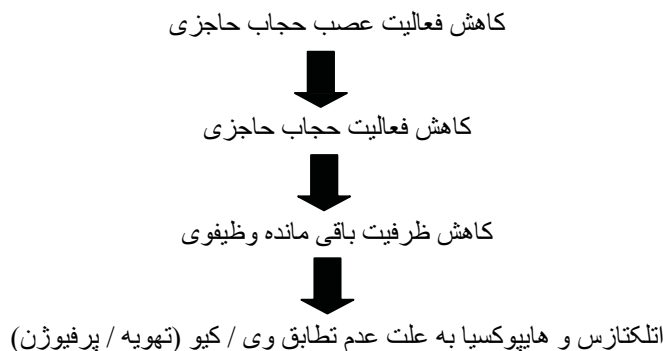 کاهش فعالیت عصب حجاب حاجزی
کاهش فعالیت حجاب حاجزی
کاهش ظرفیت باقی مانده وظیفوی
اتلکتازس و هایپوکسیا به علت عدم تطابق وی / کیو (تهویه / پرفیوژن)